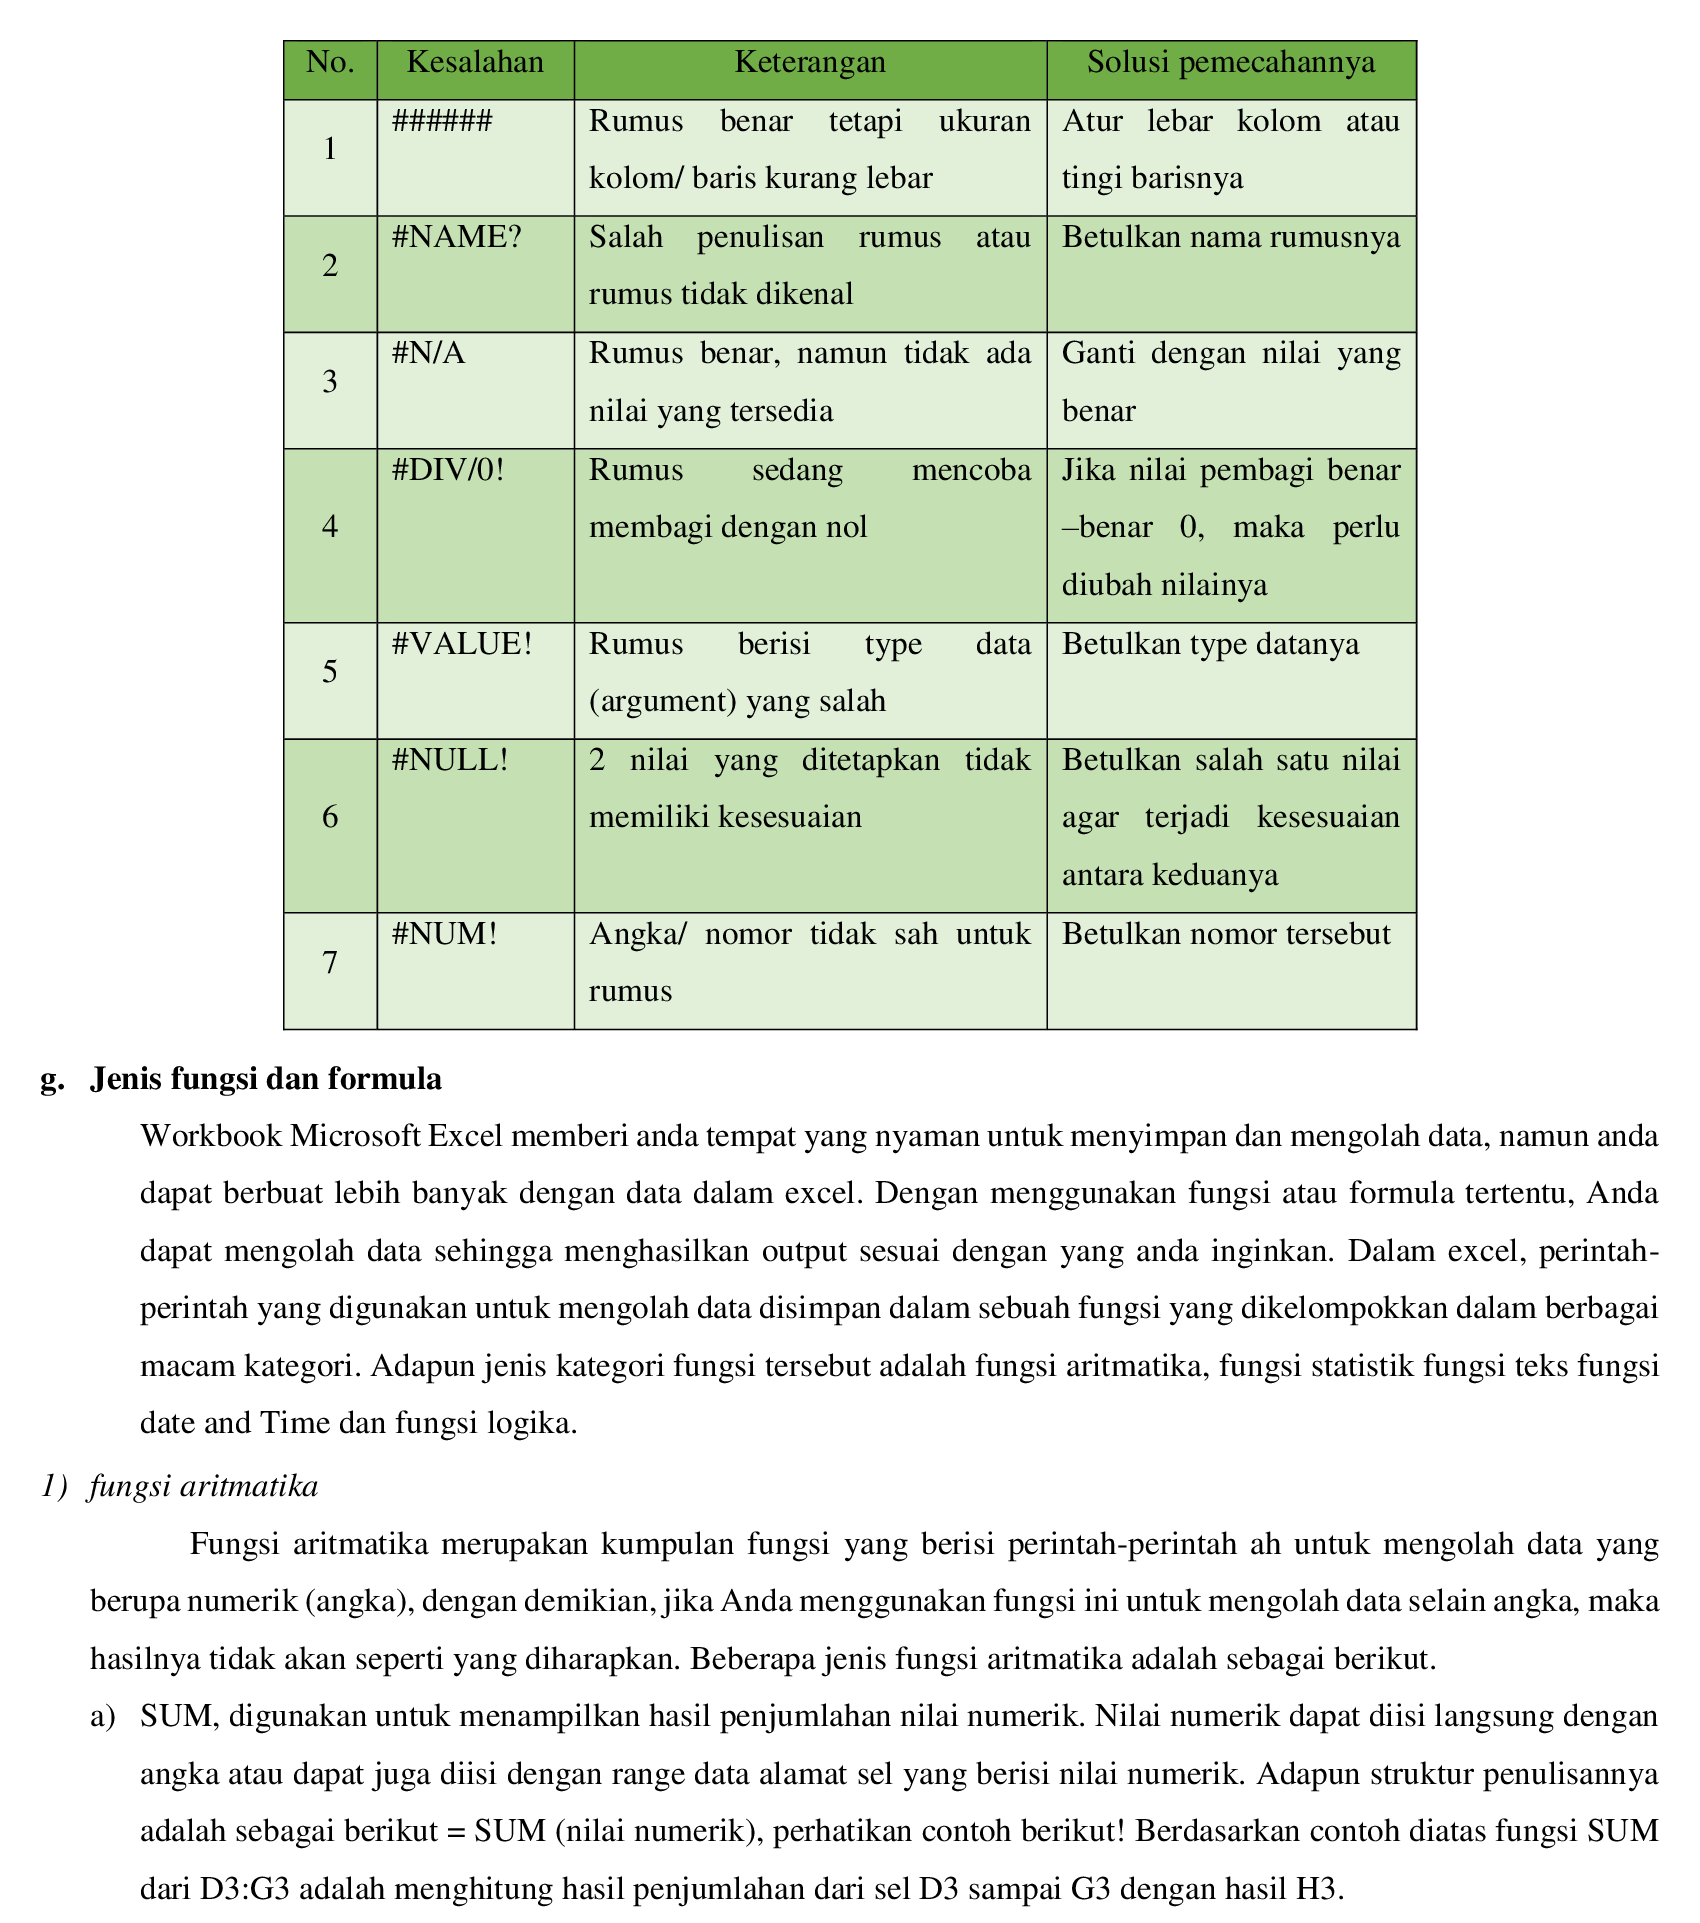 No. Kesalahan Keterangan Solusi pemecahannya
1 ###### Rumus benar tetapi ukuran kolom/ baris kurang lebar Atur lebar kolom atau tingi barisnya
2 #NAME? Salah penulisan rumus atau rumus tidak dikenal Betulkan nama rumusnya
3 #N/A Rumus benar, namun tidak ada nilai yang tersedia Ganti dengan nilai yang benar
4 #DIV/0! Rumus sedang mencoba membagi dengan nol Jika nilai pembagi benar –benar 0, maka perlu diubah nilainya
5 #VALUE! Rumus berisi type data (argument) yang salah Betulkan type datanya
6 #NULL! 2 nilai yang ditetapkan tidak memiliki kesesuaian Betulkan salah satu nilai agar terjadi kesesuaian antara keduanya
7 #NUM! Angka/ nomor tidak sah untuk rumus Betulkan nomor tersebut
g. Jenis fungsi dan formula
Workbook Microsoft Excel memberi anda tempat yang nyaman untuk menyimpan dan mengolah data, namun anda
dapat berbuat lebih banyak dengan data dalam excel. Dengan menggunakan fungsi atau formula tertentu, Anda
dapat mengolah data sehingga menghasilkan output sesuai dengan yang anda inginkan. Dalam excel, perintah-
perintah yang digunakan untuk mengolah data disimpan dalam sebuah fungsi yang dikelompokkan dalam berbagai
macam kategori. Adapun jenis kategori fungsi tersebut adalah fungsi aritmatika, fungsi statistik fungsi teks fungsi
date and Time dan fungsi logika.
1) fungsi aritmatika
Fungsi aritmatika merupakan kumpulan fungsi yang berisi perintah-perintah ah untuk mengolah data yang
berupa numerik (angka), dengan demikian, jika Anda menggunakan fungsi ini untuk mengolah data selain angka, maka
hasilnya tidak akan seperti yang diharapkan. Beberapa jenis fungsi aritmatika adalah sebagai berikut.
a) SUM, digunakan untuk menampilkan hasil penjumlahan nilai numerik. Nilai numerik dapat diisi langsung dengan
angka atau dapat juga diisi dengan range data alamat sel yang berisi nilai numerik. Adapun struktur penulisannya
adalah sebagai berikut = SUM (nilai numerik), perhatikan contoh berikut! Berdasarkan contoh diatas fungsi SUM
dari D3:G3 adalah menghitung hasil penjumlahan dari sel D3 sampai G3 dengan hasil H3.